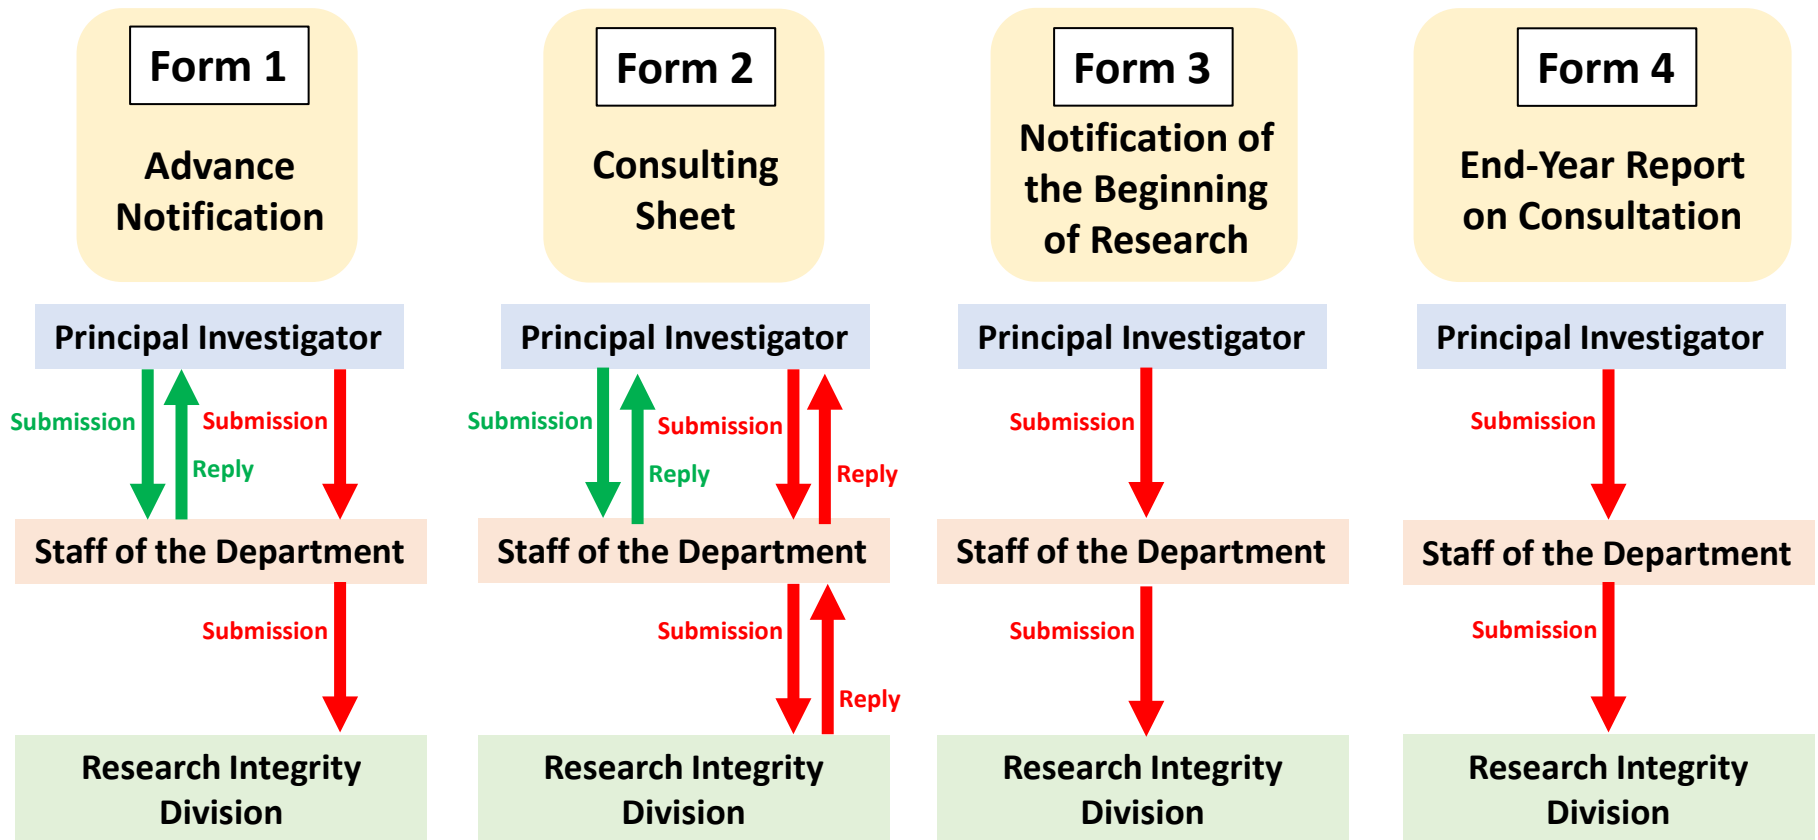 Form 1
Advance
Notification
Principal Investigator
Submission
Submission
Reply
Staff of the Department
Submission
Research Integrity
Division
Form 2
Consulting
Sheet
Principal Investigator
Submission
Submission
Reply
Reply
Staff of the Department
Submission
Reply
Research Integrity
Division
Form 3
Notification of
the Beginning
of Research
Principal Investigator
Submission
Staff of the Department
Submission
Research Integrity
Division
Form 4
End-Year Report
on Consultation
Principal Investigator
Submission
Staff of the Department
Submission
Research Integrity
Division